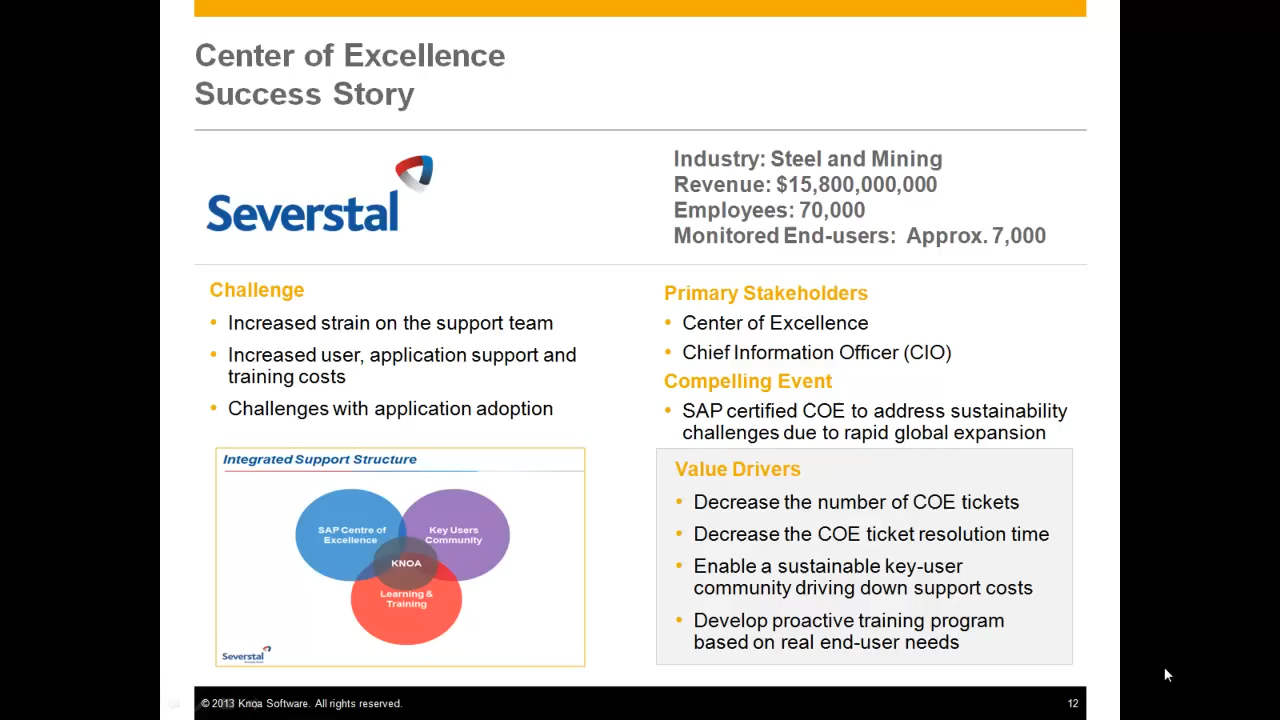 Center of Excellence
Success Story
Severstal
Industry: Steel and Mining
Revenue: $15,800,000,000
Employees: 70,000
Monitored End-users: Approx. 7,000
Challenge
• Increased strain on the support team
• Increased user, application support and
training costs
• Challenges with application adoption
Integrated Support Structure
SAP Centre of
Excellence
Key Users
Community
KNOA
Learning &
Training
Severstal
Primary Stakeholders
• Center of Excellence
• Chief Information Officer (CIO)
Compelling Event
• SAP certified COE to address sustainability
challenges due to rapid global expansion
Value Drivers
• Decrease the number of COE tickets
• Decrease the COE ticket resolution time
• Enable a sustainable key-user
community driving down support costs
• Develop proactive training program
based on real end-user needs
© 2013 Knoa Software. All rights reserved.
12